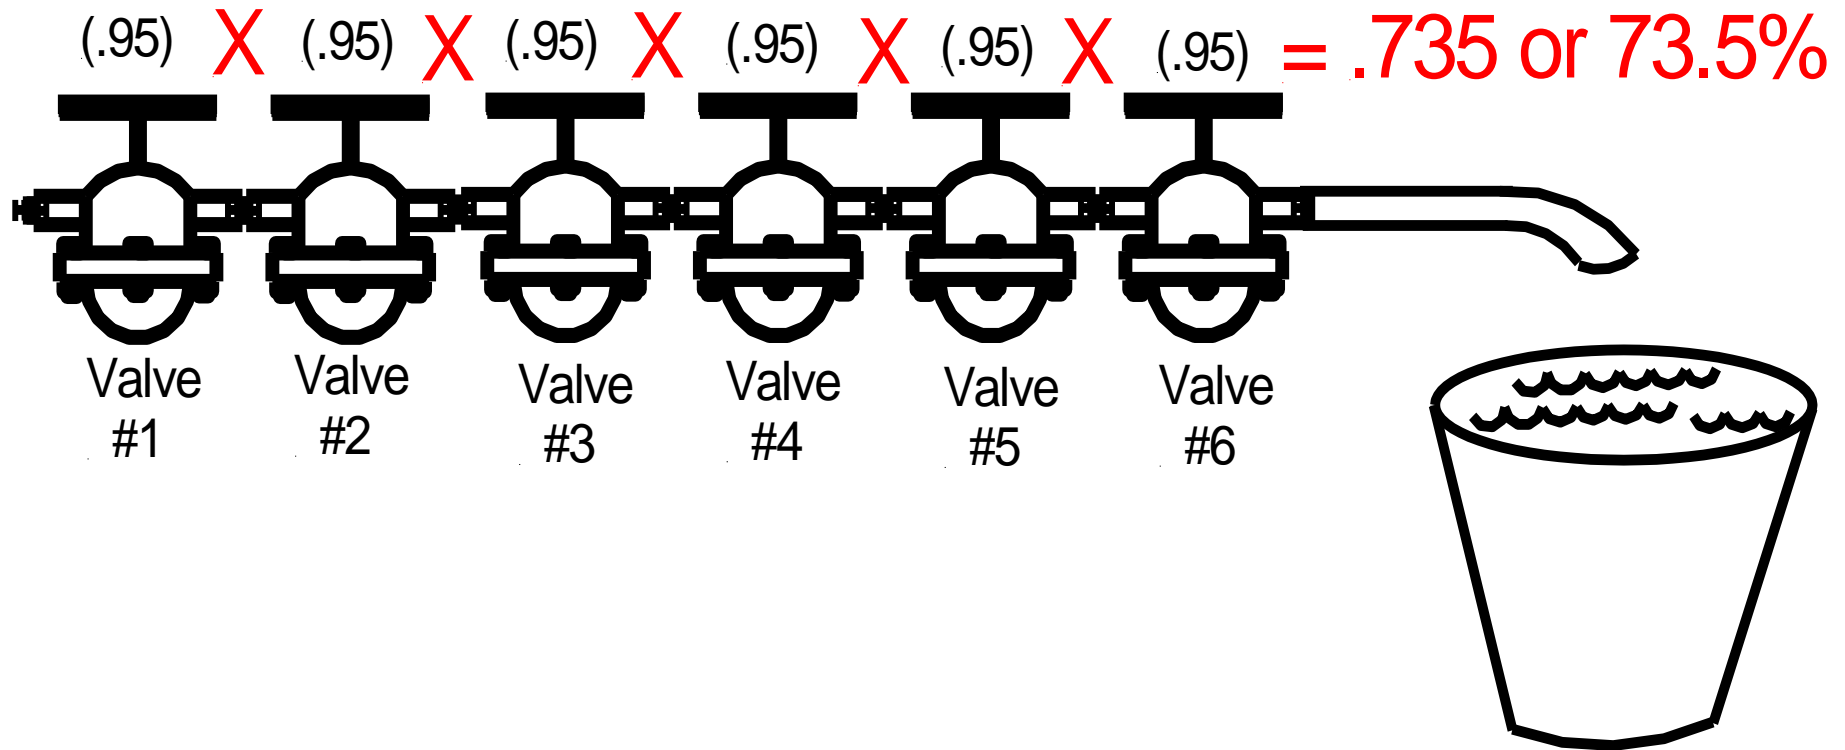 (.95) X (.95) X (.95) X (.95) X (.95) X (.95) = .735 or 73.5%
Valve
#1
Valve
#2
Valve
#3
Valve
#4
Valve
#5
Valve
#6